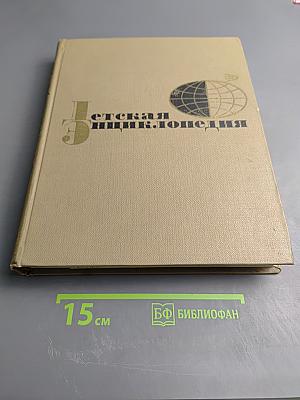 Детская
Энциклопедия
15 см
БФ БИБЛИОФАН